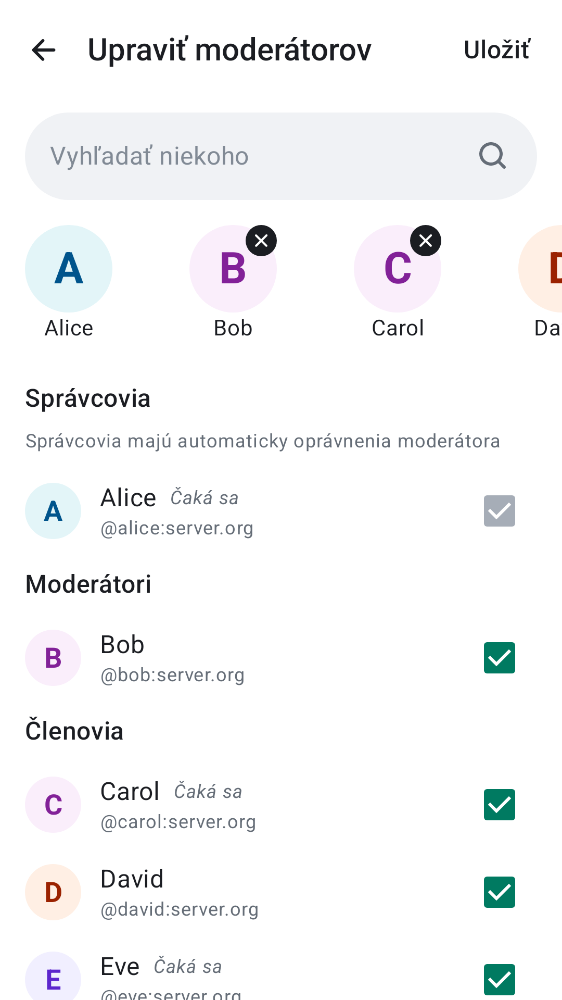 Upraviť moderátorov
Uložiť
Vyhľadať niekoho
A
B
C
D
Alice
Bob
Carol
Da
Správcovia
Správcovia majú automaticky oprávnenia moderátora
A
Alice Čaká sa
@alice:server.org
Moderátori
B
Bob
@bob:server.org
Členovia
C
Carol Čaká sa
@carol:server.org
D
David
@david:server.org
E
Eve Čaká sa
@eve:server.org